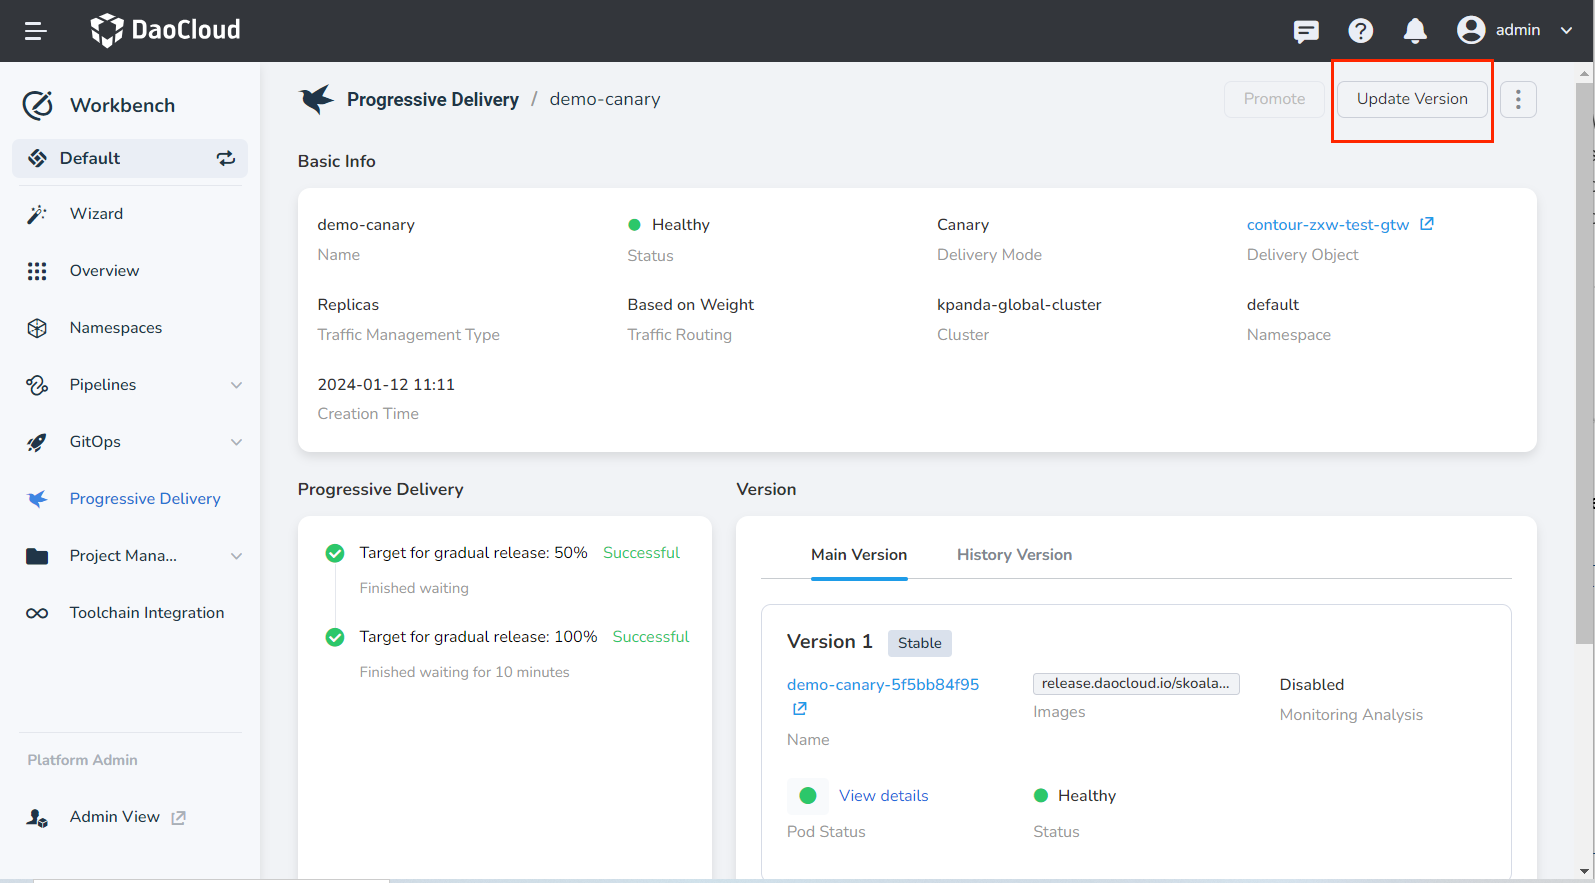 DaoCloud
admin
Workbench
Default
Wizard
Overview
Namespaces
Pipelines
GitOps
Progressive Delivery
Project Mana...
Toolchain Integration
Platform Admin
Admin View
Progressive Delivery / demo-canary
Promote
Update Version
Basic Info
demo-canary
Name
Healthy
Status
Canary
Delivery Mode
contour-zxw-test-gtw
Delivery Object
Replicas
Traffic Management Type
Based on Weight
Traffic Routing
kpanda-global-cluster
Cluster
default
Namespace
2024-01-12 11:11
Creation Time
Progressive Delivery
Target for gradual release: 50% Successful
Finished waiting
Target for gradual release: 100% Successful
Finished waiting for 10 minutes
Version
Main Version
History Version
Version 1 Stable
demo-canary-5f5bb84f95
Name
release.daocloud.io/skoala...
Images
Disabled
Monitoring Analysis
View details
Pod Status
Healthy
Status